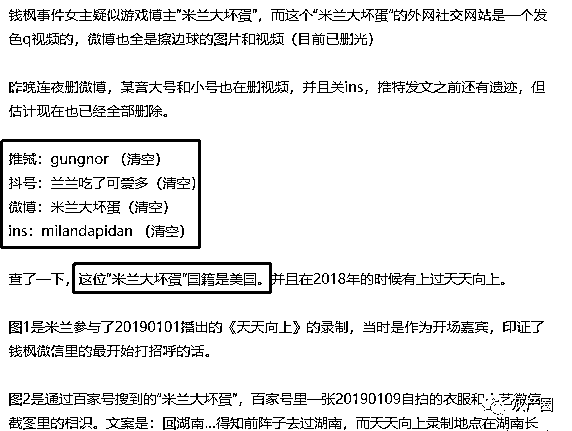 钱枫事件女主疑似游戏博主"米兰大坏蛋"，而这个"米兰大坏蛋"的外网社交网站是一个发
色q视频的，微博也全是擦边球的图片和视频（目前已删光）
昨晚连夜删微博，某音大号和小号也在删视频，并且关ins，推特发文之前还有遗迹，但
估计现在也已经全部删除。
推特：gungnor （清空）
抖号：兰兰吃了可爱多（清空）
微博：米兰大坏蛋（清空）
ins：milandapidan （清空）
查了一下，这位"米兰大坏蛋"国籍是美国。并且在2018年的时候有上过天天向上。
图1是米兰参与了20190101播出的《天天向上》的录制，当时是作为开场嘉宾，印证了
钱枫微信里的最开始打招呼的话。
图2是通过百家号搜到的"米兰大坏蛋"，百家号里一张20190109自拍的衣服和
截图里的相识。文案是：回湖南...得知前阵子去过湖南，而天天向上录制地点在湖南长